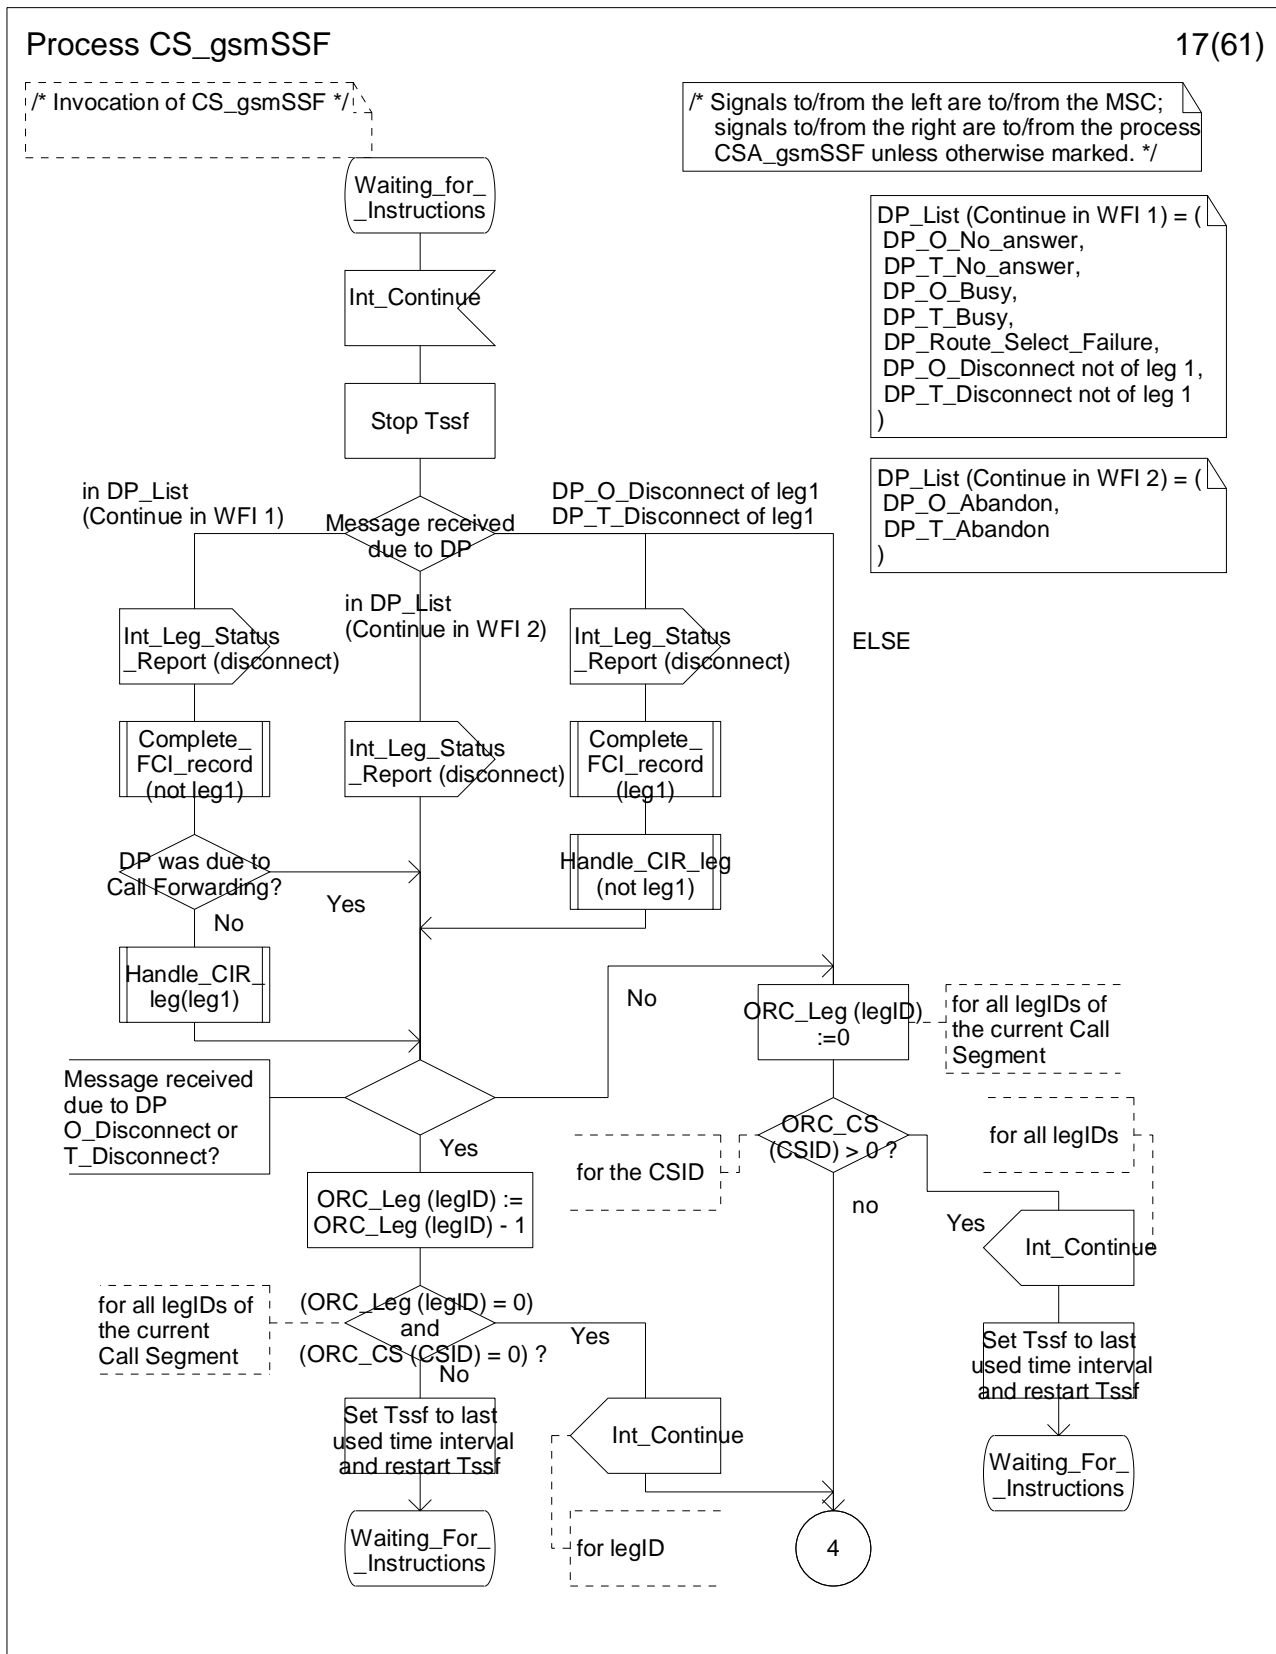 Process CS_gsmSSF
17(61)
/* Invocation of CS_gsmSSF */
/* Signals to/from the left are to/from the MSC;
signals to/from the right are to/from the process
CSA_gsmSSF unless otherwise marked. */
Waiting_for_
_Instructions
DP_List (Continue in WFI 1) = (
DP_O_No_answer,
DP_T_No_answer,
DP_O_Busy,
DP_T_Busy,
DP_Route_Select_Failure,
DP_O_Disconnect not of leg 1,
DP_T_Disconnect not of leg 1
)
Int_Continue
Stop Tssf
DP_List (Continue in WFI 2) = (
DP_O_Abandon,
DP_T_Abandon
)
in DP_List
(Continue in WFI 1)
Message received
due to DP
DP_O_Disconnect of leg1
DP_T_Disconnect of leg1
in DP_List
(Continue in WFI 2)
ELSE
Int_Leg_Status
_Report (disconnect)
Int_Leg_Status
_Report (disconnect)
Complete_
FCI_record
(not leg1)
Int_Leg_Status
_Report (disconnect)
Complete_
FCI_record
(leg1)
DP was due to
Call Forwarding?
Yes
No
Handle_CIR_leg
(not leg1)
Handle_CIR_
leg(leg1)
No
ORC_Leg (legID)
:=0
for all legIDs of
the current Call
Segment
Message received
due to DP
O_Disconnect or
T_Disconnect?
Yes
for the CSID
ORC_CS
(CSID) > 0 ?
for all legIDs
no
Yes
ORC_Leg (legID) :=
ORC_Leg (legID) - 1
Int_Continue
for all legIDs of
the current
Call Segment
(ORC_Leg (legID) = 0)
and
(ORC_CS (CSID) = 0) ?
Yes
No
Set Tssf to last
used time interval
and restart Tssf
Set Tssf to last
used time interval
and restart Tssf
Int_Continue
Waiting_For_
_Instructions
Waiting_For_
_Instructions
for legID
4